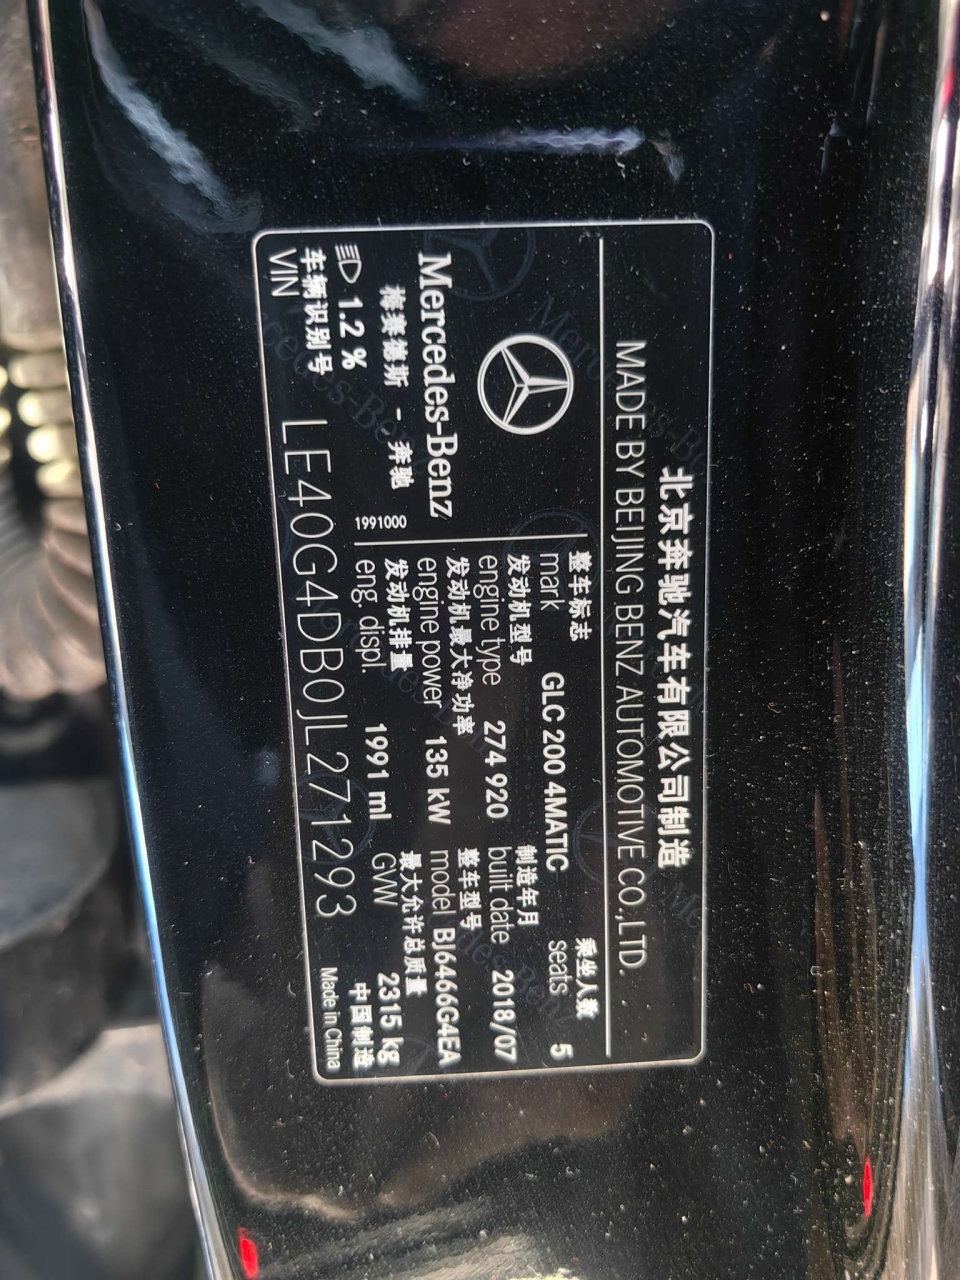 北京奔驰汽车有限公司制造
MADE BY BEIJING BENZ AUTOMOTIVE CO.,LTD.
Mercedes-Benz
梅赛德斯 - 奔驰
1.2 %
1991000
整车标志
mark GLC 200 4MATIC
乘坐人数
Seats 5
发动机型号
engine type 274 920
制造年月
built date 2018/07
发动机最大净功率
engine power 135 kW
整车型号
model BJ6466G4EA
发动机排量
eng. displ. 1991 ml
最大允许总质量
GVW 2315 kg
车辆识别号
VIN LE40G4DB0JL271293
中国制造
Made in China